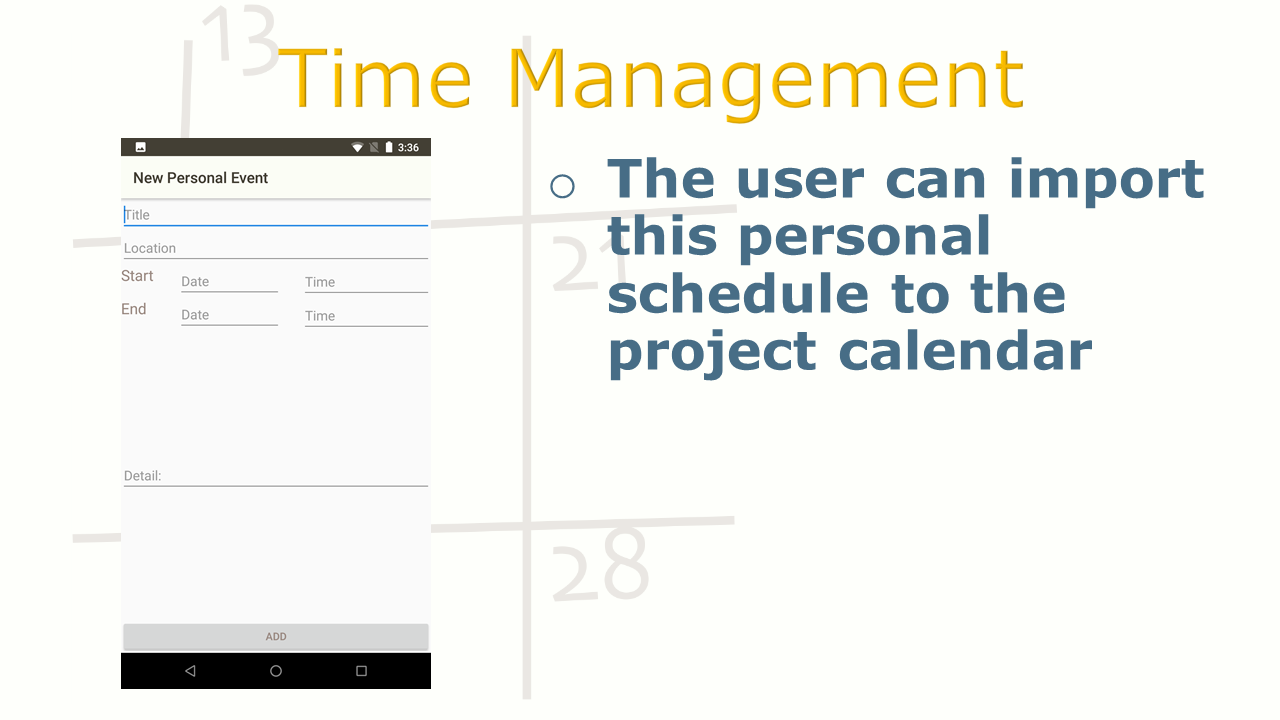 13
Time Management
3:36
New Personal Event
Title
Location
Start Date Time
End Date Time
Detail:
ADD
The user can import
this personal
schedule to the
project calendar
21
28